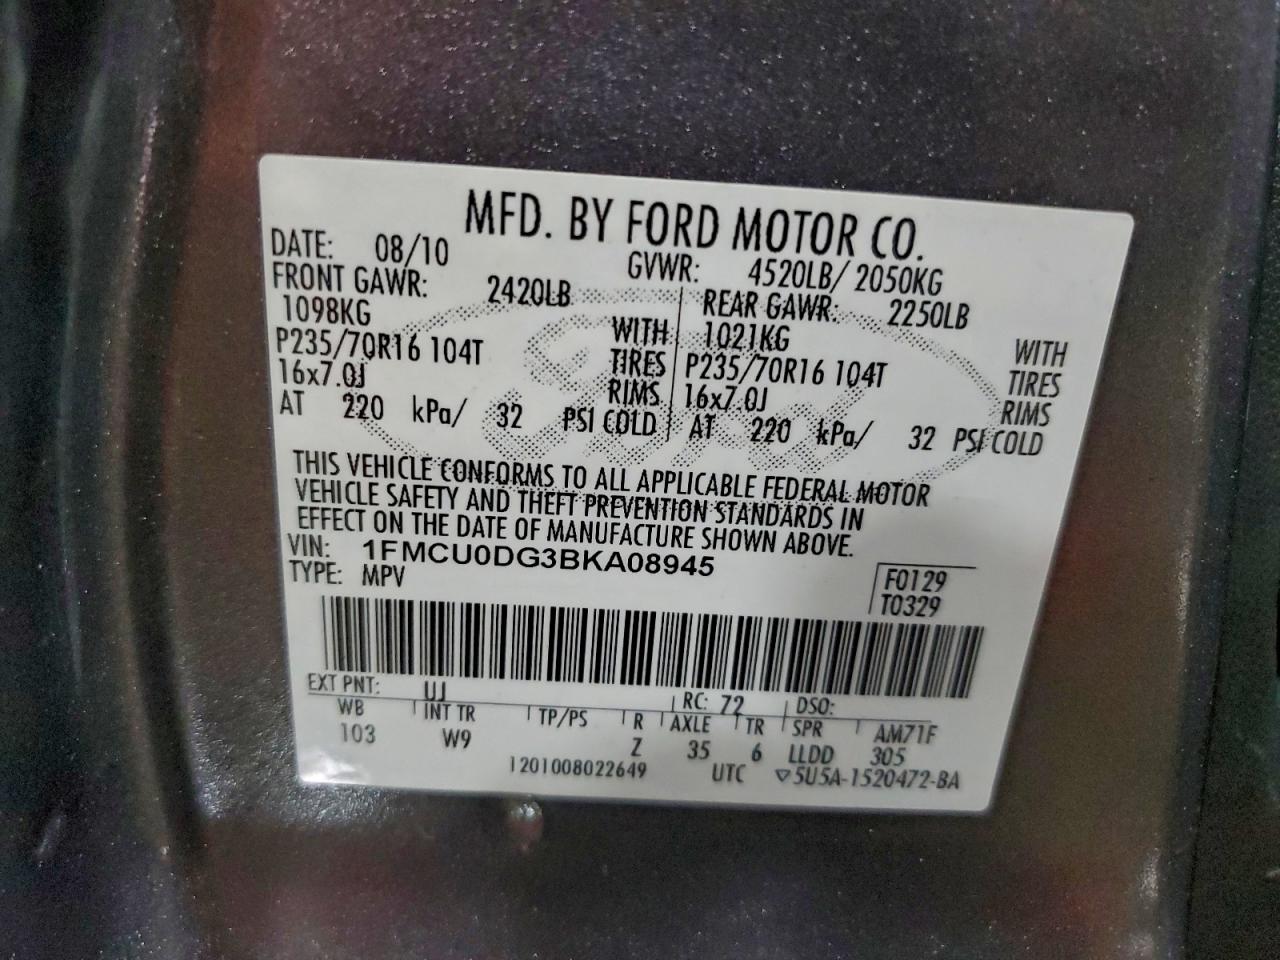 MFD. BY FORD MOTOR CO.
DATE: 08/10 GVWR: 4520LB/ 2050KG
FRONT GAWR: 2420LB REAR GAWR: 2250LB
1098KG WITH 1021KG WITH
P235/70R16 104T TIRES P235/70R16 104T TIRES
16x7.0J RIMS 16x7.0J RIMS
AT 220 kPa/ 32 PSI COLD AT 220 kPa/ 32 PSI COLD
THIS VEHICLE CONFORMS TO ALL APPLICABLE FEDERAL MOTOR
VEHICLE SAFETY AND THEFT PREVENTION STANDARDS IN
EFFECT ON THE DATE OF MANUFACTURE SHOWN ABOVE.
VIN: 1FMCU0DG3BKA08945 F0129
TYPE: MPV T0329
EXT PNT: UJ RC: 72 DSO:
WB INT TR TP/PS R AXLE TR SPR AM71F
103 W9 Z 35 6 LLDD 305
1201008022649 UTC ▽5U5A-1520472-BA
Ford